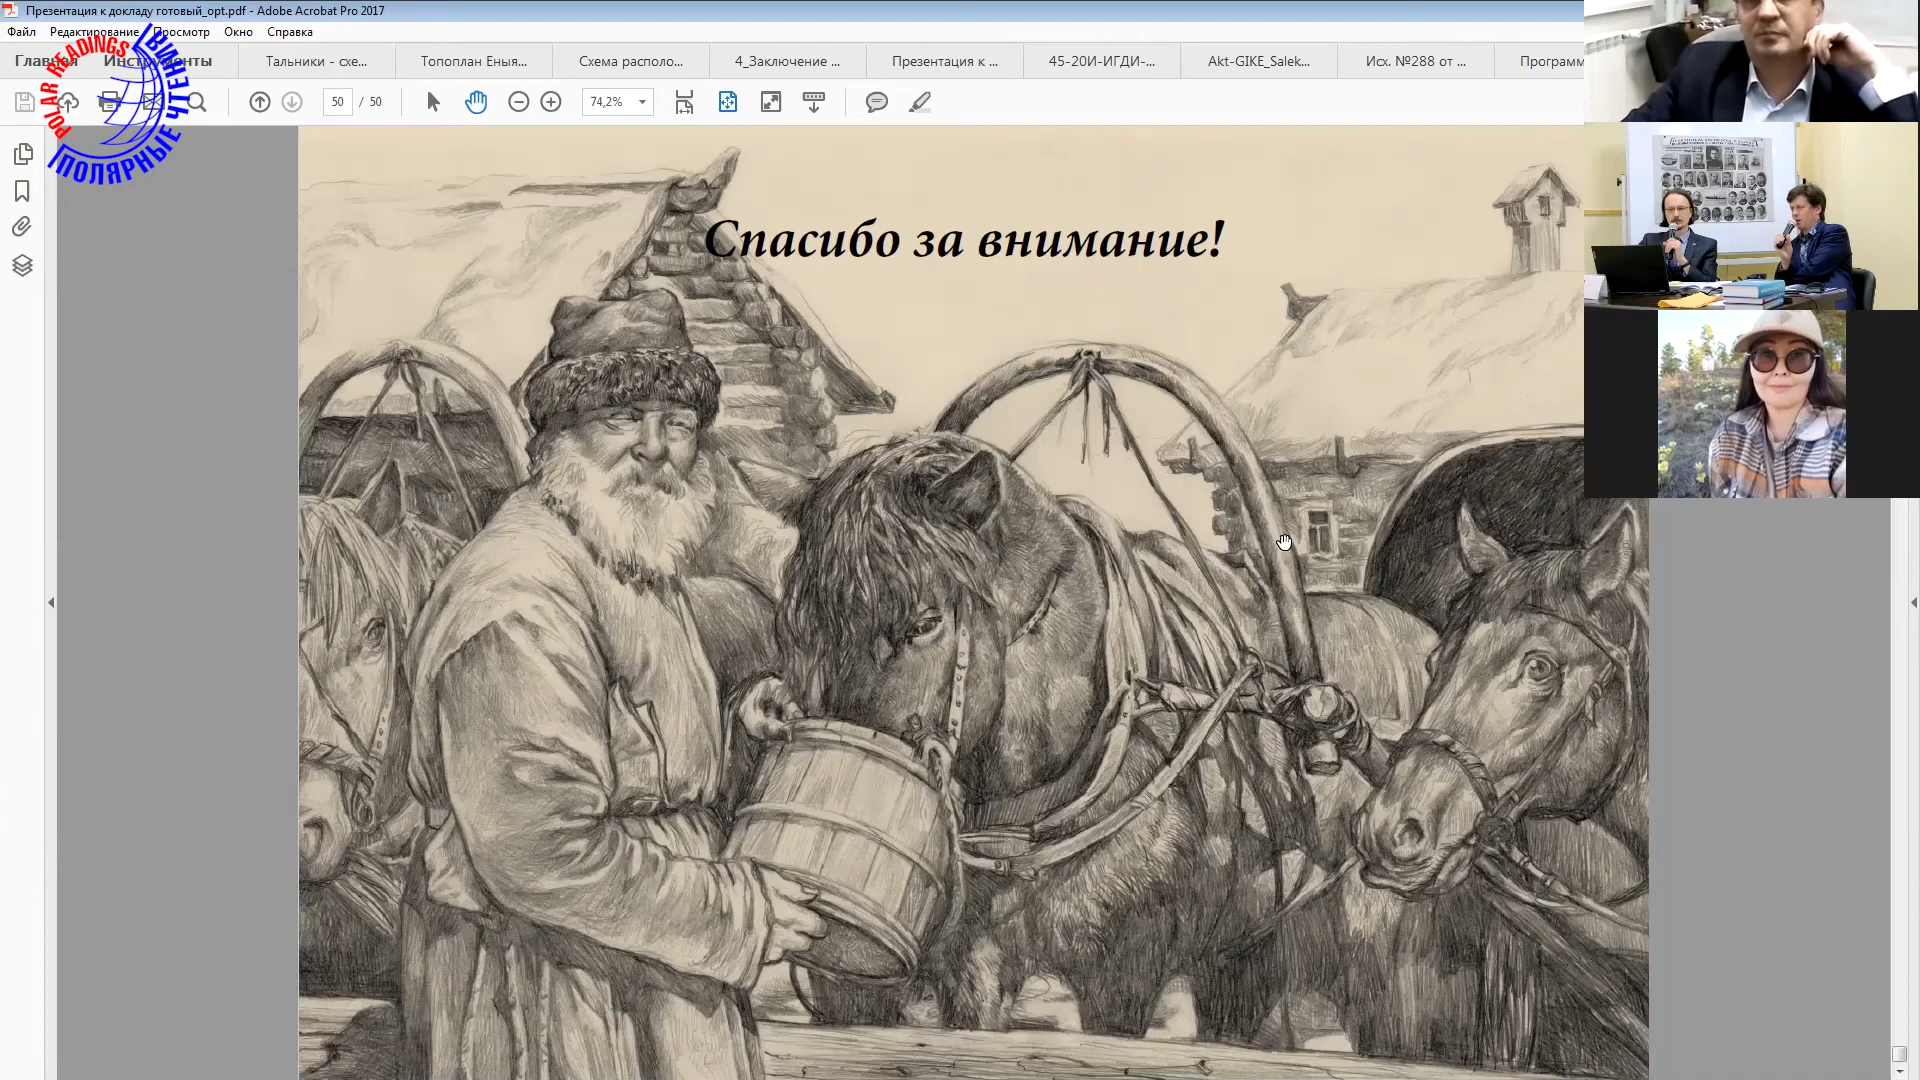 Презентация к докладу готовый_opt.pdf - Adobe Acrobat Pro 2017
Файл Редактирование Просмотр Окно Справка
Главная Инструменты
Тальники - схе... Топоплан Еныя... Схема располо... 4_Заключение ... Презентация к ... 45-20И-ИГДИ-... Akt-GIKE_Salek... Исх. №288 от ... Программ
50 / 50 74,2%
POLAR READINGS
ПОЛЯРНЫЕ ЧТЕНИЯ
Спасибо за внимание!